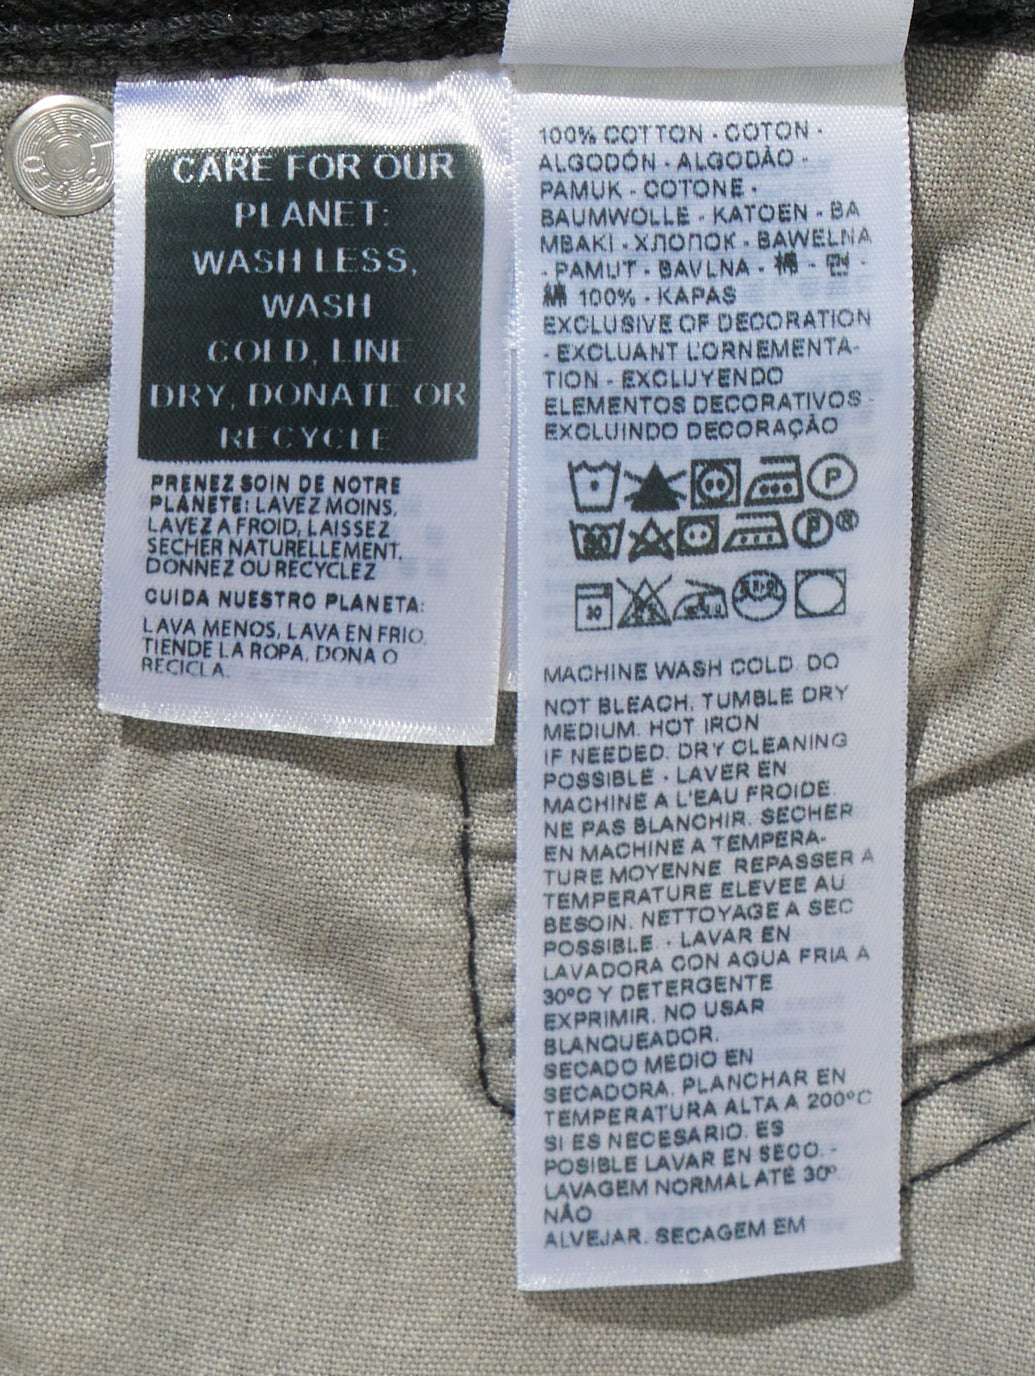 CARE FOR OUR
PLANET:
WASH LESS,
WASH
COLD, LINE
DRY, DONATE OR
RECYCLE
PRENEZ SOIN DE NOTRE
PLANETE: LAVEZ MOINS,
LAVEZ A FROID, LAISSEZ
SECHER NATURELLEMENT,
DONNEZ OU RECYCLEZ
CUIDA NUESTRO PLANETA:
LAVA MENOS, LAVA EN FRIO,
TIENDE LA ROPA, DONA O
RECICLA.
100% COTTON - COTON -
ALGODÓN - ALGODÃO -
PAMUK - COTONE -
BAUMWOLLE - KATOEN - BA
MBAKI - ХЛОПОК - BAWEŁNA
- PAMUT - BAVLNA - 棉 - 면 -
綿 100% - KAPAS
EXCLUSIVE OF DECORATION
- EXCLUANT L'ORNEMENTA-
TION - EXCLUYENDO
ELEMENTOS DECORATIVOS -
EXCLUINDO DECORAÇÃO
P
P®
30
MACHINE WASH COLD. DO
NOT BLEACH. TUMBLE DRY
MEDIUM. HOT IRON
IF NEEDED. DRY CLEANING
POSSIBLE - LAVER EN
MACHINE A L'EAU FROIDE.
NE PAS BLANCHIR. SECHER
EN MACHINE A TEMPERA-
TURE MOYENNE. REPASSER A
TEMPERATURE ELEVEE AU
BESOIN. NETTOYAGE A SEC
POSSIBLE. - LAVAR EN
LAVADORA CON AGUA FRIA A
30ºC Y DETERGENTE
EXPRIMIR. NO USAR
BLANQUEADOR.
SECADO MEDIO EN
SECADORA. PLANCHAR EN
TEMPERATURA ALTA A 200ºC
SI ES NECESARIO. ES
POSIBLE LAVAR EN SECO. -
LAVAGEM NORMAL ATÉ 30º.
NÃO
ALVEJAR. SECAGEM EM